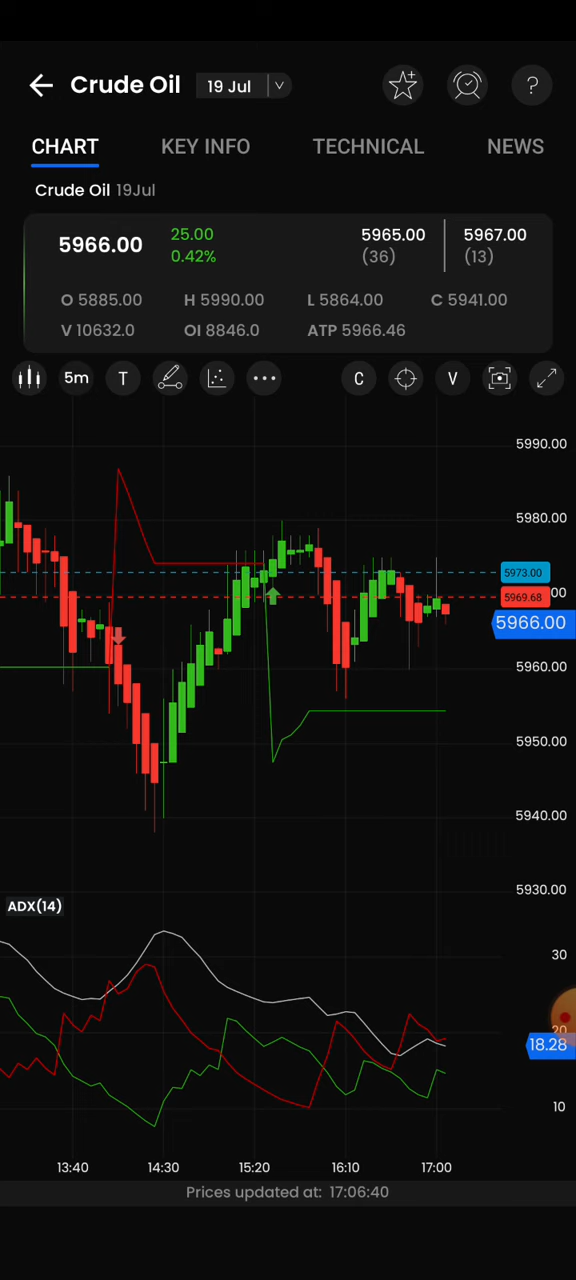 Crude Oil 19 Jul V ?
CHART KEY INFO TECHNICAL NEWS
Crude Oil 19Jul
5966.00 25.00 5965.00 5967.00
0.42% (36) (13)
O 5885.00 H 5990.00 L 5864.00 C 5941.00
V 10632.0 OI 8846.0 ATP 5966.46
5m T C V
5990.00
5980.00
5973.00
5969.68 00
5966.00
5960.00
5950.00
5940.00
5930.00
ADX(14)
30
20
18.28
10
13:40 14:30 15:20 16:10 17:00
Prices updated at: 17:06:40